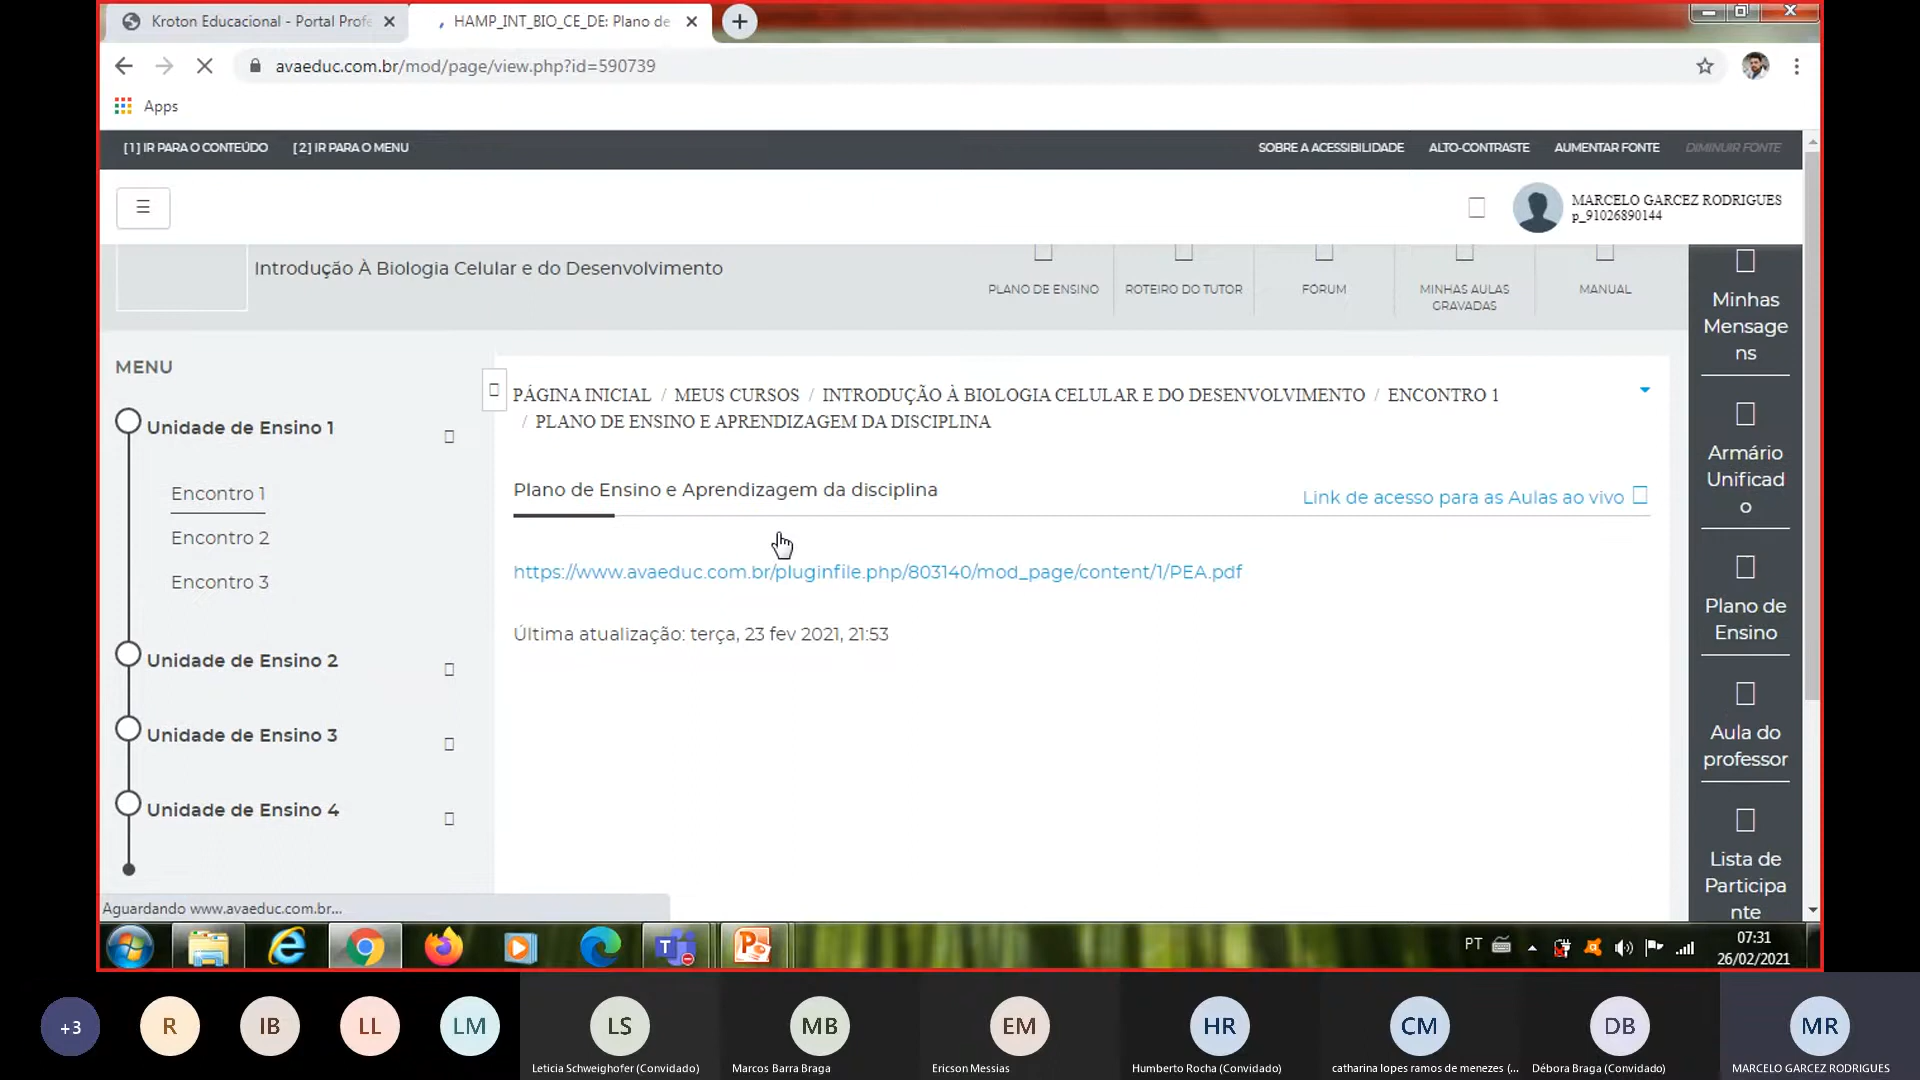 Kroton Educacional - Portal Profe
HAMP_INT_BIO_CE_DE: Plano de
avaeduc.com.br/mod/page/view.php?id=590739
Apps
[1] IR PARA O CONTEÚDO
[2] IR PARA O MENU
SOBRE A ACESSIBILIDADE
ALTO-CONTRASTE
AUMENTAR FONTE
DIMINUIR FONTE
MARCELO GARCEZ RODRIGUES
p_91026890144
Introdução À Biologia Celular e do Desenvolvimento
PLANO DE ENSINO
ROTEIRO DO TUTOR
FÓRUM
MINHAS AULAS
GRAVADAS
MANUAL
MENU
Unidade de Ensino 1
Encontro 1
Encontro 2
Encontro 3
Unidade de Ensino 2
Unidade de Ensino 3
Unidade de Ensino 4
PÁGINA INICIAL / MEUS CURSOS / INTRODUÇÃO À BIOLOGIA CELULAR E DO DESENVOLVIMENTO / ENCONTRO 1
/ PLANO DE ENSINO E APRENDIZAGEM DA DISCIPLINA
Plano de Ensino e Aprendizagem da disciplina
Link de acesso para as Aulas ao vivo
https://www.avaeduc.com.br/pluginfile.php/803140/mod_page/content/1/PEA.pdf
Última atualização: terça, 23 fev 2021, 21:53
Minhas
Mensage
ns
Armário
Unificad
o
Plano de
Ensino
Aula do
professor
Lista de
Participa
nte
Aguardando www.avaeduc.com.br...
PT
07:31
26/02/2021
+3
R
IB
LL
LM
LS
MB
EM
HR
CM
DB
MR
Leticia Schweighofer (Convidado)
Marcos Barra Braga
Ericson Messias
Humberto Rocha (Convidado)
catharina lopes ramos de menezes (...
Débora Braga (Convidado)
MARCELO GARCEZ RODRIGUES